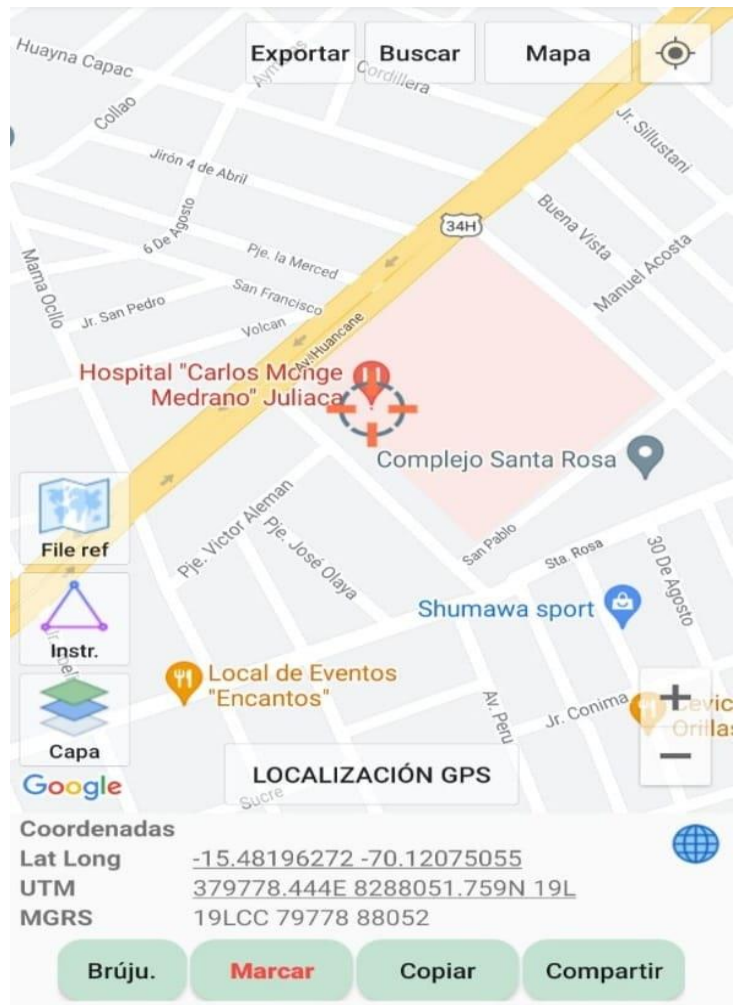 Exportar
Buscar
Mapa
Huayna Capac
Aymaras
Cordillera
Collao
Jr. Sillustani
Jirón 4 de Abril
6 De Agosto
34H
Buena Vista
Manuel Acosta
Mama Ocllo
Pje. la Merced
San Francisco
Jr. San Pedro
Volcan
Av. Huancane
Hospital "Carlos Monge
Medrano" Juliaca
Complejo Santa Rosa
Pje. Victor Aleman
Pje. José Olaya
San Pablo
Sta. Rosa
30 De Agosto
File ref
Shumawa sport
Instr.
Local de Eventos
"Encantos"
Av. Peru
Jr. Conima
+
Orillas
Capa
−
Google
Sucre
LOCALIZACIÓN GPS
Coordenadas
Lat Long -15.48196272 -70.12075055
UTM 379778.444E 8288051.759N 19L
MGRS 19LCC 79778 88052
Brúju.
Marcar
Copiar
Compartir